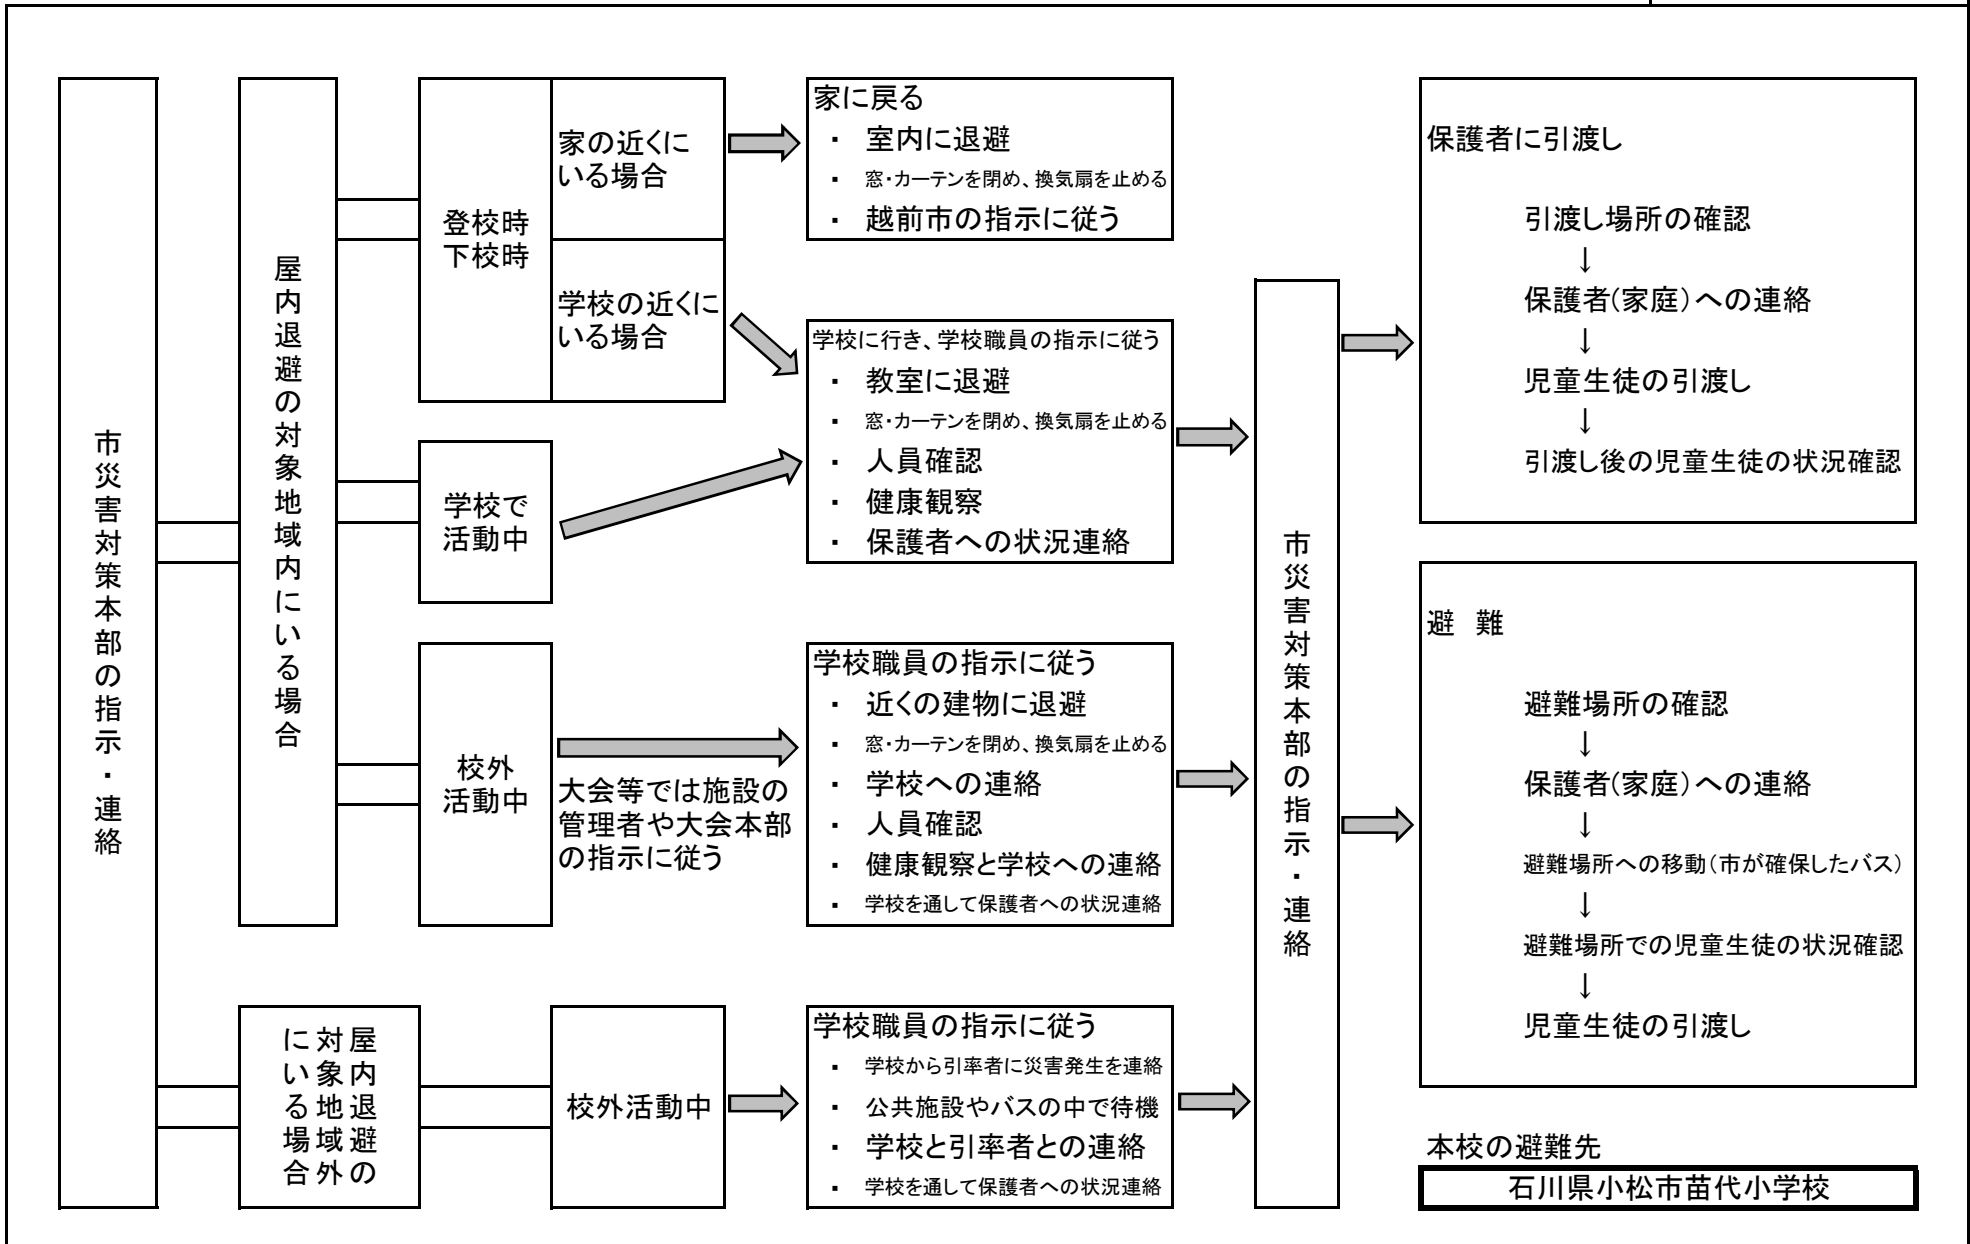 市災害対策本部の指示・連絡
屋内退避の対象地域内にいる場合
登校時
下校時
家の近くに
いる場合
学校の近くに
いる場合
家に戻る
・ 室内に退避
・ 窓・カーテンを閉め、換気扇を止める
・ 越前市の指示に従う
学校で
活動中
学校に行き、学校職員の指示に従う
・ 教室に退避
・ 窓・カーテンを閉め、換気扇を止める
・ 人員確認
・ 健康観察
・ 保護者への状況連絡
校外
活動中
大会等では施設の
管理者や大会本部
の指示に従う
学校職員の指示に従う
・ 近くの建物に退避
・ 窓・カーテンを閉め、換気扇を止める
・ 学校への連絡
・ 人員確認
・ 健康観察と学校への連絡
・ 学校を通して保護者への状況連絡
屋内退避の
対象地域外
にいる場合
校外活動中
学校職員の指示に従う
・ 学校から引率者に災害発生を連絡
・ 公共施設やバスの中で待機
・ 学校と引率者との連絡
・ 学校を通して保護者への状況連絡
市災害対策本部の指示・連絡
保護者に引渡し
引渡し場所の確認
↓
保護者(家庭)への連絡
↓
児童生徒の引渡し
↓
引渡し後の児童生徒の状況確認
避 難
避難場所の確認
↓
保護者(家庭)への連絡
↓
避難場所への移動(市が確保したバス)
↓
避難場所での児童生徒の状況確認
↓
児童生徒の引渡し
本校の避難先
石川県小松市苗代小学校